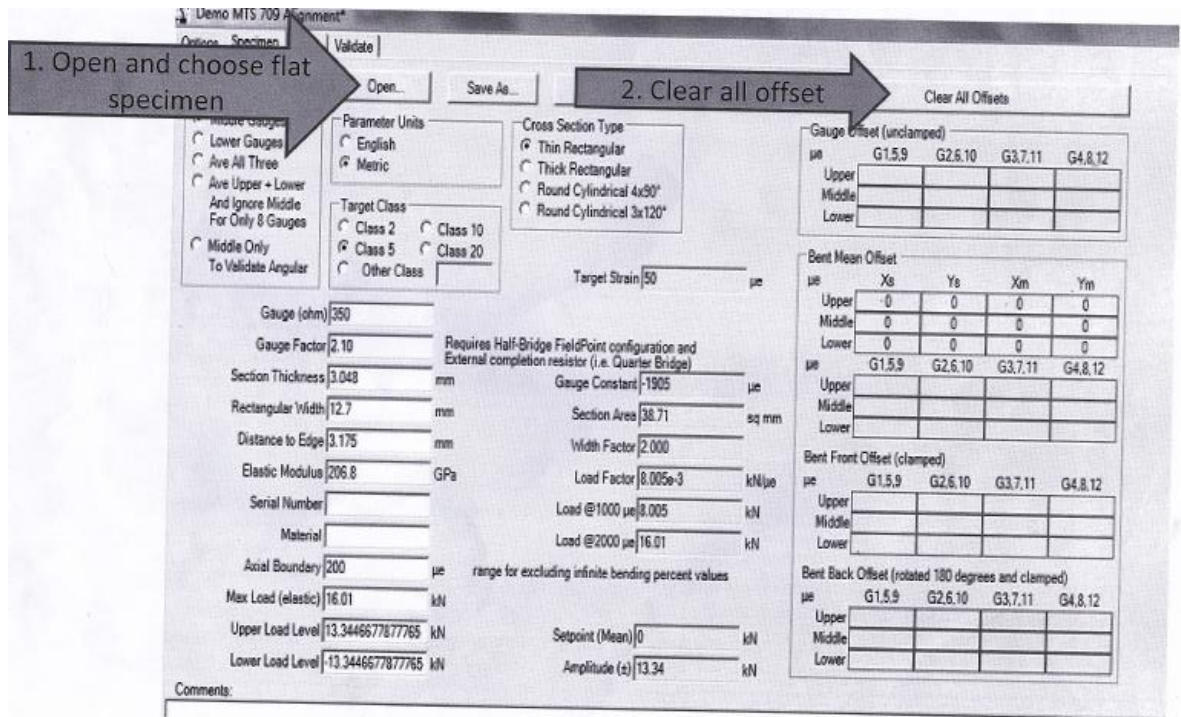 Demo MTS 709 Alignment*
Options Specimen Validate
1. Open and choose flat specimen
Open...
Save As...
2. Clear all offset
Clear All Offsets
Middle Gauges
Lower Gauges
Ave All Three
Ave Upper + Lower
And Ignore Middle
For Only 8 Gauges
Middle Only
To Validate Angular
Parameter Units
English
Metric
Target Class
Class 2 Class 10
Class 5 Class 20
Other Class
Cross Section Type
Thin Rectangular
Thick Rectangular
Round Cylindrical 4x90°
Round Cylindrical 3x120°
Target Strain 50 µe
Gauge (ohm) 350
Gauge Factor 2.10
Section Thickness 3.048 mm
Rectangular Width 12.7 mm
Distance to Edge 3.175 mm
Elastic Modulus 206.8 GPa
Serial Number
Material
Axial Boundary 200 µe range for excluding infinite bending percent values
Max Load (elastic) 16.01 kN
Upper Load Level 13.3446677877765 kN
Lower Load Level -13.3446677877765 kN
Requires Half-Bridge FieldPoint configuration and
External completion resistor (i.e. Quarter Bridge)
Gauge Constant -1905 µe
Section Area 38.71 sq mm
Width Factor 2.000
Load Factor 8.005e-3 kN/µe
Load @1000 µe 8.005 kN
Load @2000 µe 16.01 kN
Setpoint (Mean) 0 kN
Amplitude (±) 13.34 kN
Gauge Offset (unclamped)
µe G1,5,9 G2,6,10 G3,7,11 G4,8,12
Upper
Middle
Lower
Bent Mean Offset
µe Xs Ys Xm Ym
Upper 0 0 0 0
Middle 0 0 0 0
Lower 0 0 0 0
µe G1,5,9 G2,6,10 G3,7,11 G4,8,12
Upper
Middle
Lower
Bent Front Offset (clamped)
µe G1,5,9 G2,6,10 G3,7,11 G4,8,12
Upper
Middle
Lower
Bent Back Offset (rotated 180 degrees and clamped)
µe G1,5,9 G2,6,10 G3,7,11 G4,8,12
Upper
Middle
Lower
Comments: